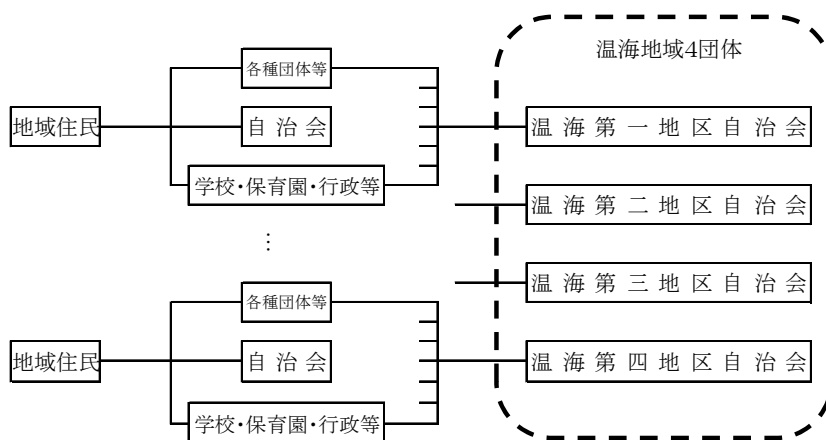 温海地域4団体
各種団体等
地域住民
自治会
温海第一地区自治会
学校・保育園・行政等
温海第二地区自治会
⋮
温海第三地区自治会
各種団体等
地域住民
自治会
温海第四地区自治会
学校・保育園・行政等